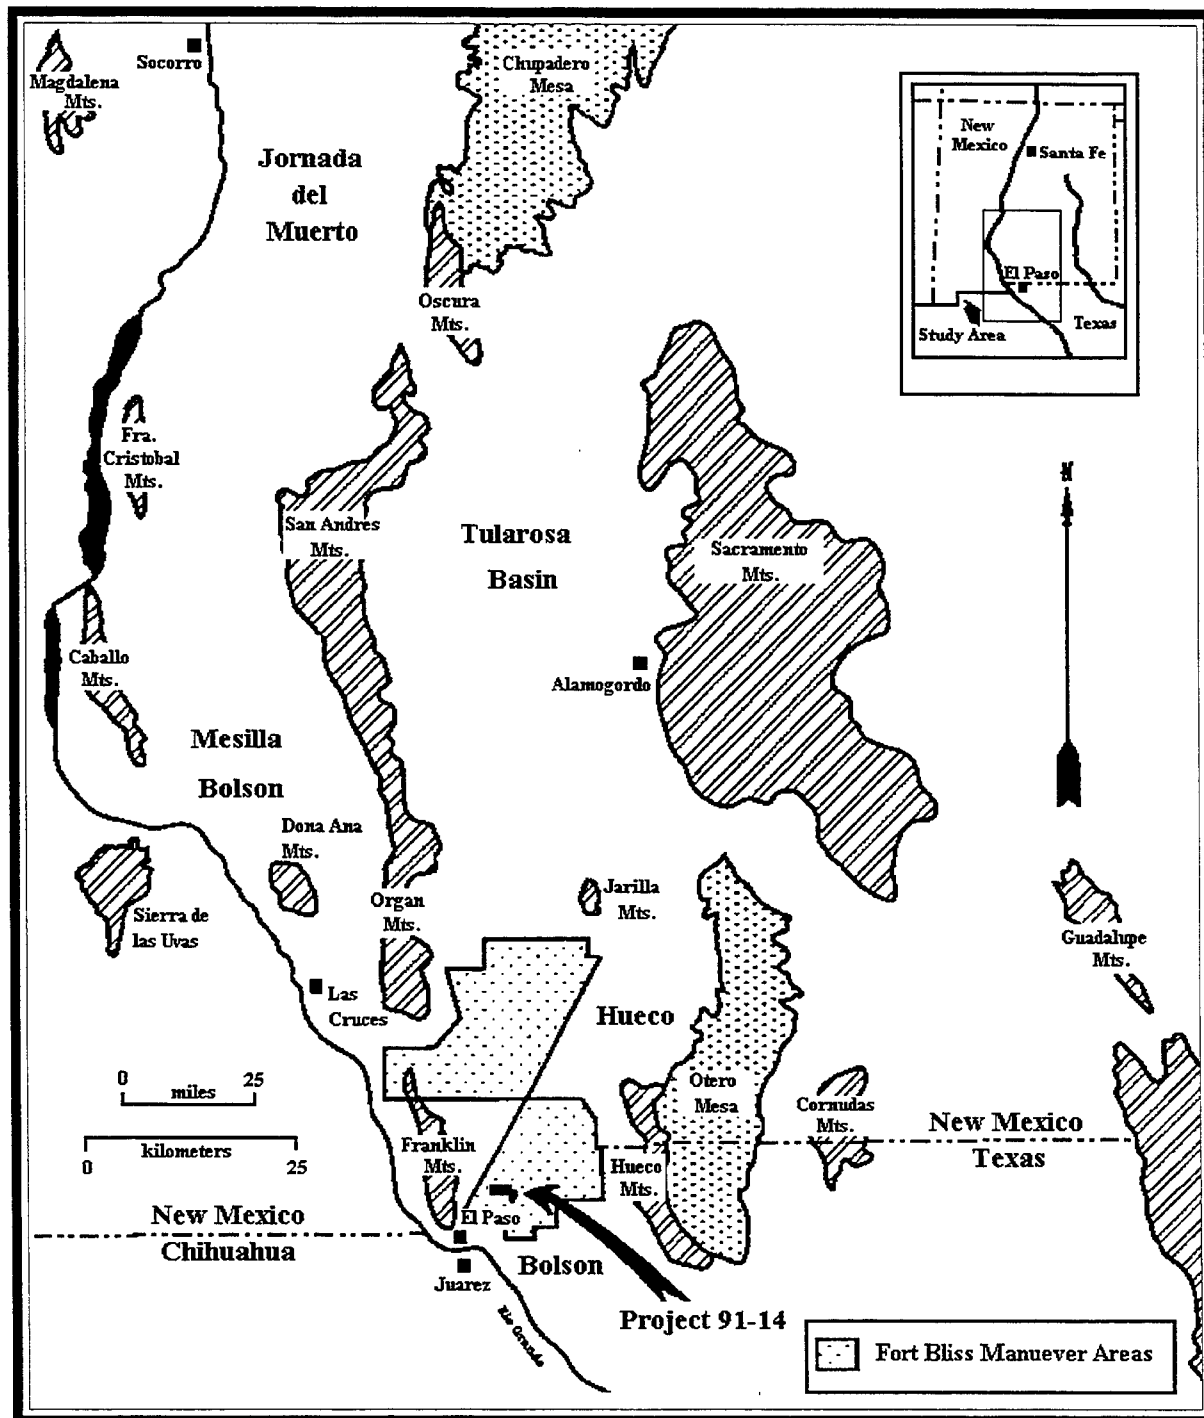 Socorro
Magdalena
Mts.
Chupadero
Mesa
Jornada
del
Muerto
New
Mexico
Santa Fe
El Paso
Texas
Study Area
Oscura
Mts.
Fra.
Cristobal
Mts.
N
San Andres
Mts.
Tularosa
Basin
Sacramento
Mts.
Caballo
Mts.
Alamogordo
Mesilla
Bolson
Dona Ana
Mts.
Organ
Mts.
Jarilla
Mts.
Sierra de
las Uvas
Guadalupe
Mts.
Las
Cruces
Hueco
0 25
miles
kilometers
0 25
Otero
Mesa
Cornudas
Mts.
New Mexico
Texas
Franklin
Mts.
Hueco
Mts.
New Mexico
Chihuahua
El Paso
Juarez
Bolson
Rio Grande
Project 91-14
Fort Bliss Manuever Areas